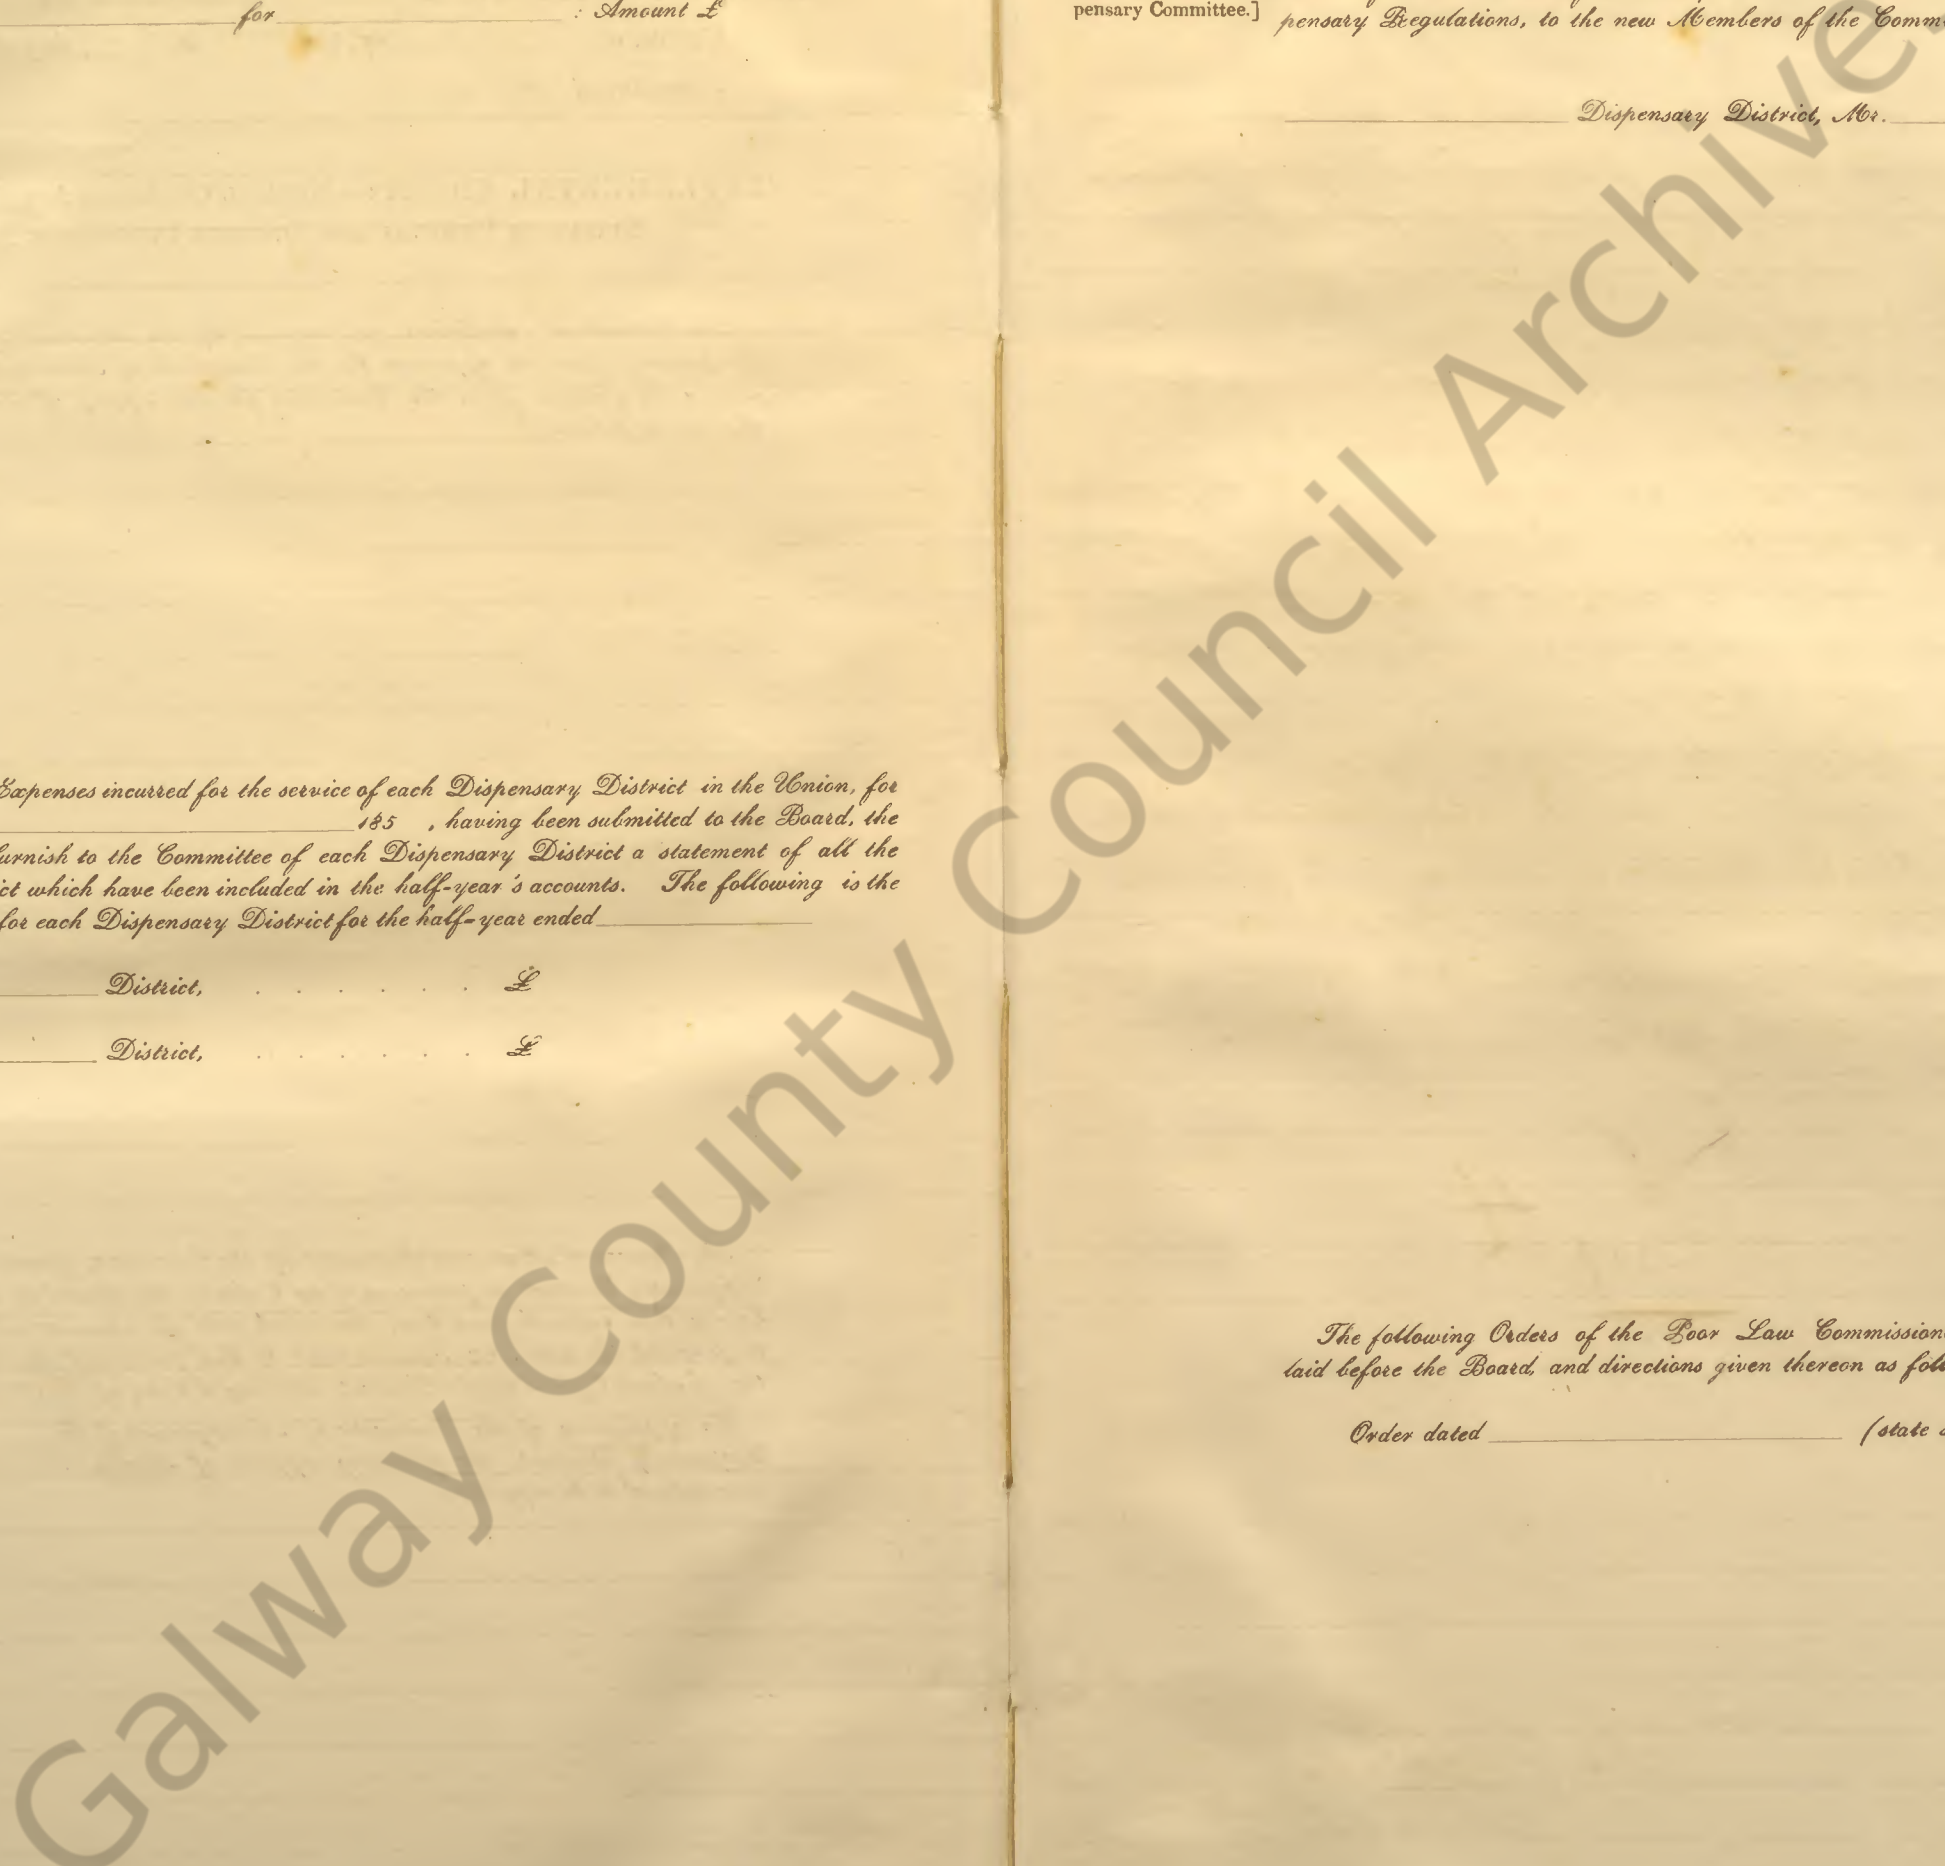 for : Amount £
Expenses incurred for the service of each Dispensary District in the Union, for
185 , having been submitted to the Board, the
furnish to the Committee of each Dispensary District a statement of all the
ct which have been included in the half-year's accounts. The following is the
for each Dispensary District for the half-year ended
District, . . . . . . £
District, . . . . . . £
pensary Committee.]
pensary Regulations, to the new Members of the Comm
Dispensary District, Mr.
The following Orders of the Poor Law Commission
laid before the Board, and directions given thereon as foll
Order dated (state
Galway County Council Archive